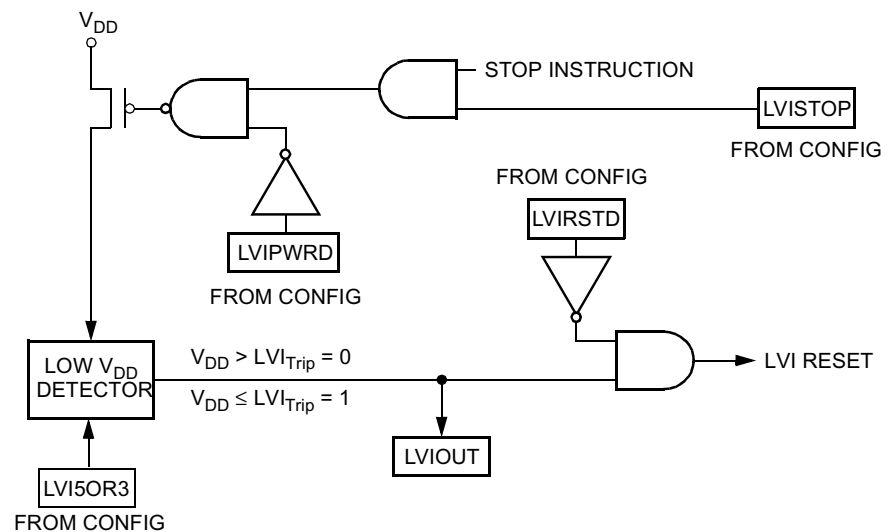 VDD
STOP INSTRUCTION
LVISTOP
FROM CONFIG
FROM CONFIG
LVIRSTD
LVIPWRD
FROM CONFIG
LOW VDD
DETECTOR
VDD > LVITrip = 0
VDD ≤ LVITrip = 1
LVI RESET
LVIOUT
LVI5OR3
FROM CONFIG